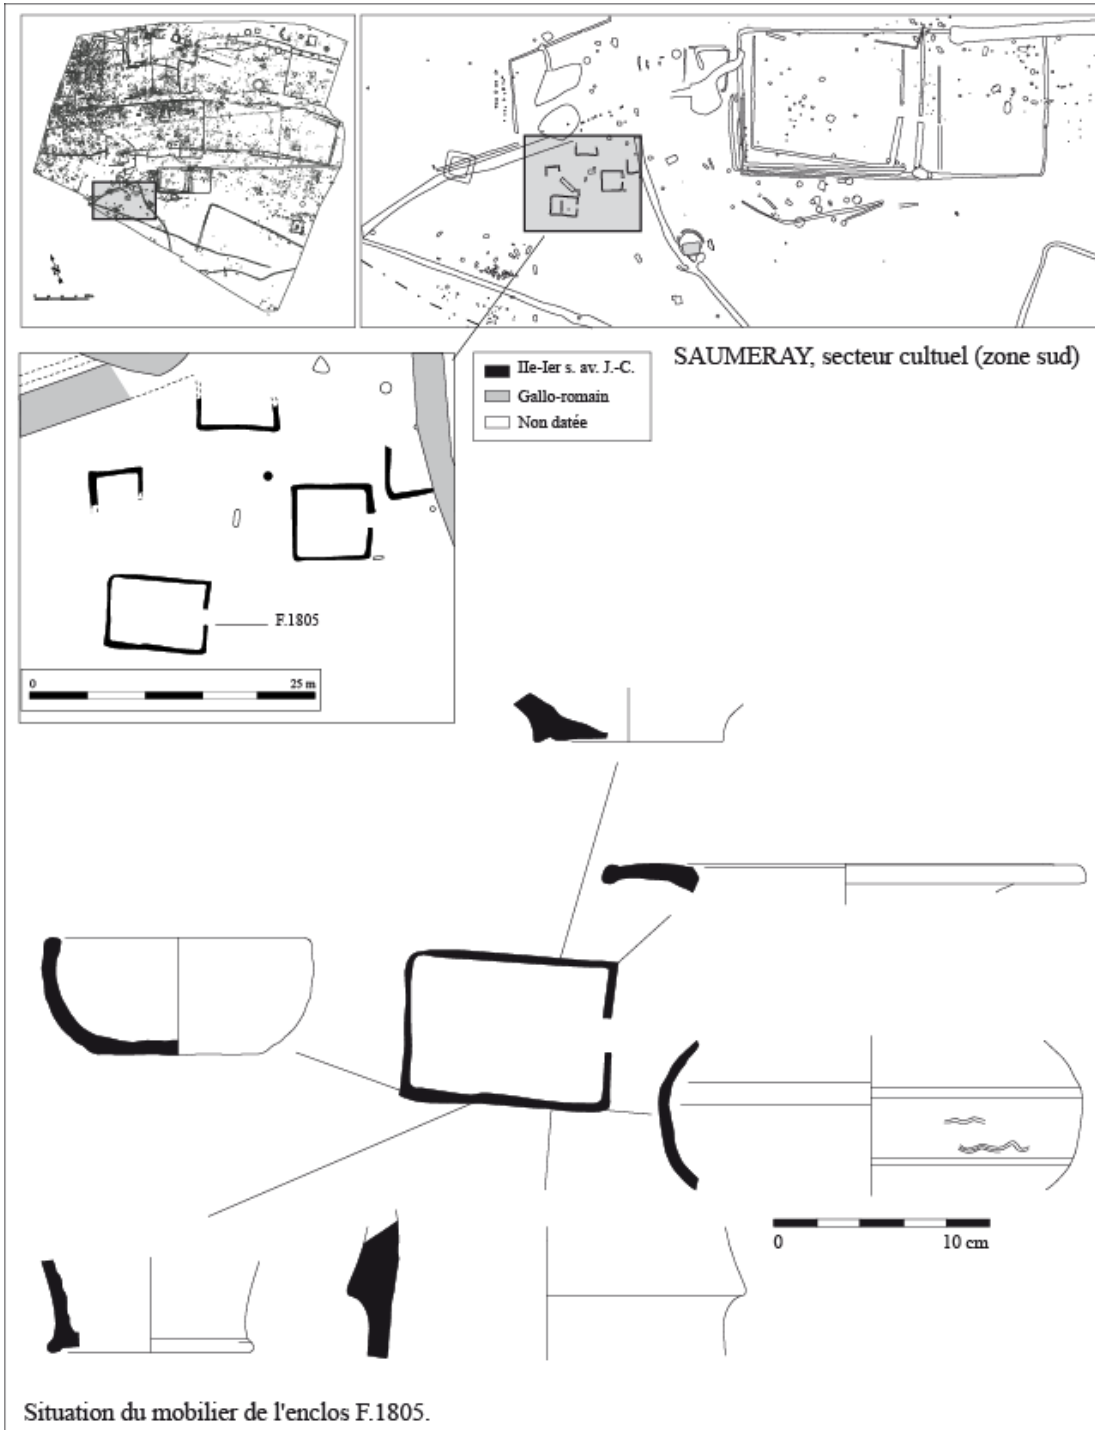 SAUMERAY, secteur cultuel (zone sud)
IIe-Ier s. av. J.-C.
Gallo-romain
Non datée
F.1805
0 25 m
0 10 cm
Situation du mobilier de l'enclos F.1805.